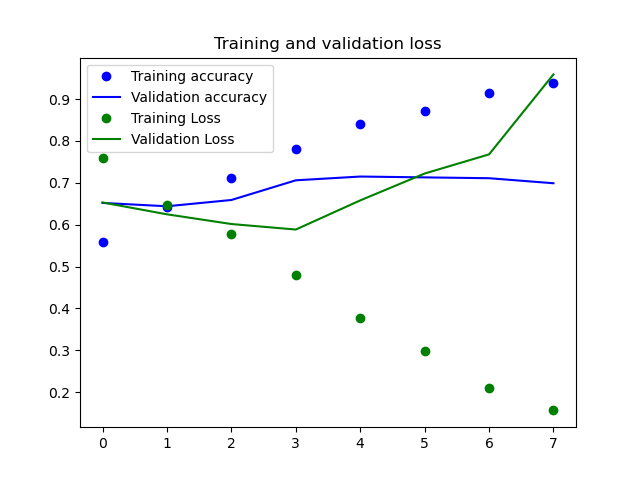 Training and validation loss
Training accuracy
Validation accuracy
Training Loss
Validation Loss
0.9
0.8
0.7
0.6
0.5
0.4
0.3
0.2
0 1 2 3 4 5 6 7